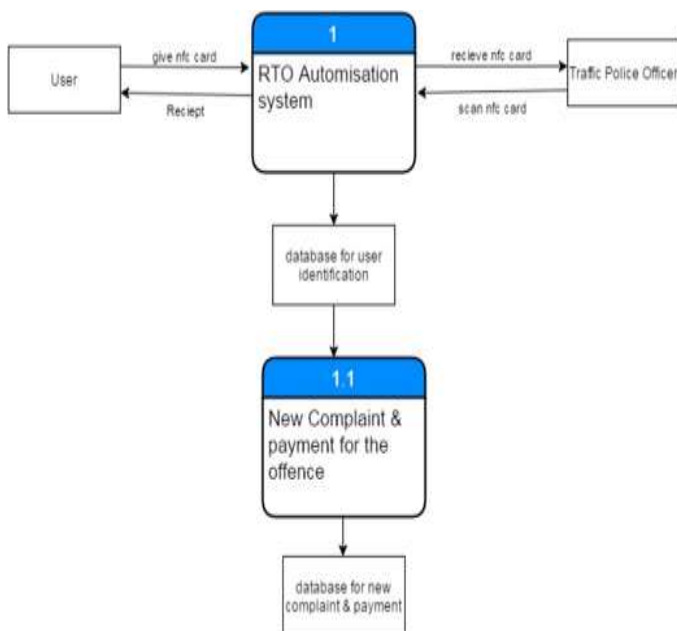 1
give nfc card
recieve nfc card
User
RTO Automisation
system
Traffic Police Officer
Reciept
scan nfc card
database for user
identification
1.1
New Complaint &
payment for the
offence
database for new
complaint & payment